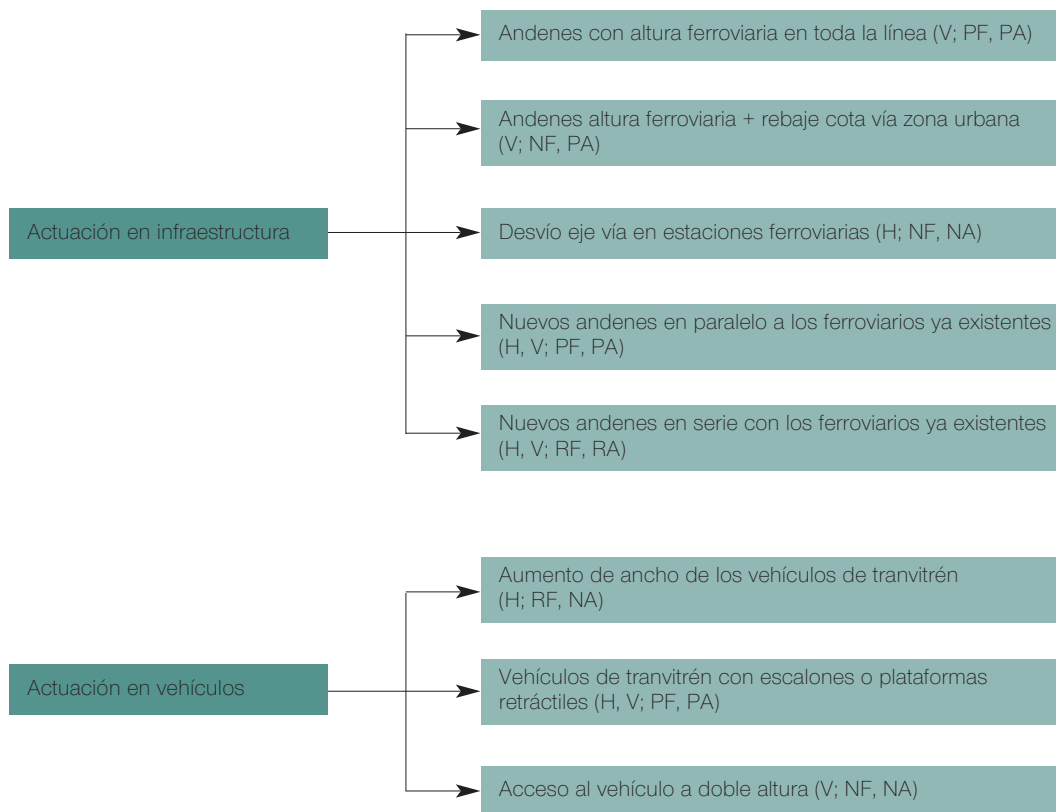 Andenes con altura ferroviaria en toda la línea (V; PF, PA)
Andenes altura ferroviaria + rebaje cota vía zona urbana
(V; NF, PA)
Actuación en infraestructura
Desvío eje vía en estaciones ferroviarias (H; NF, NA)
Nuevos andenes en paralelo a los ferroviarios ya existentes
(H, V; PF, PA)
Nuevos andenes en serie con los ferroviarios ya existentes
(H, V; RF, RA)
Aumento de ancho de los vehículos de tranvitrén
(H; RF, NA)
Actuación en vehículos
Vehículos de tranvitrén con escalones o plataformas
retráctiles (H, V; PF, PA)
Acceso al vehículo a doble altura (V; NF, NA)